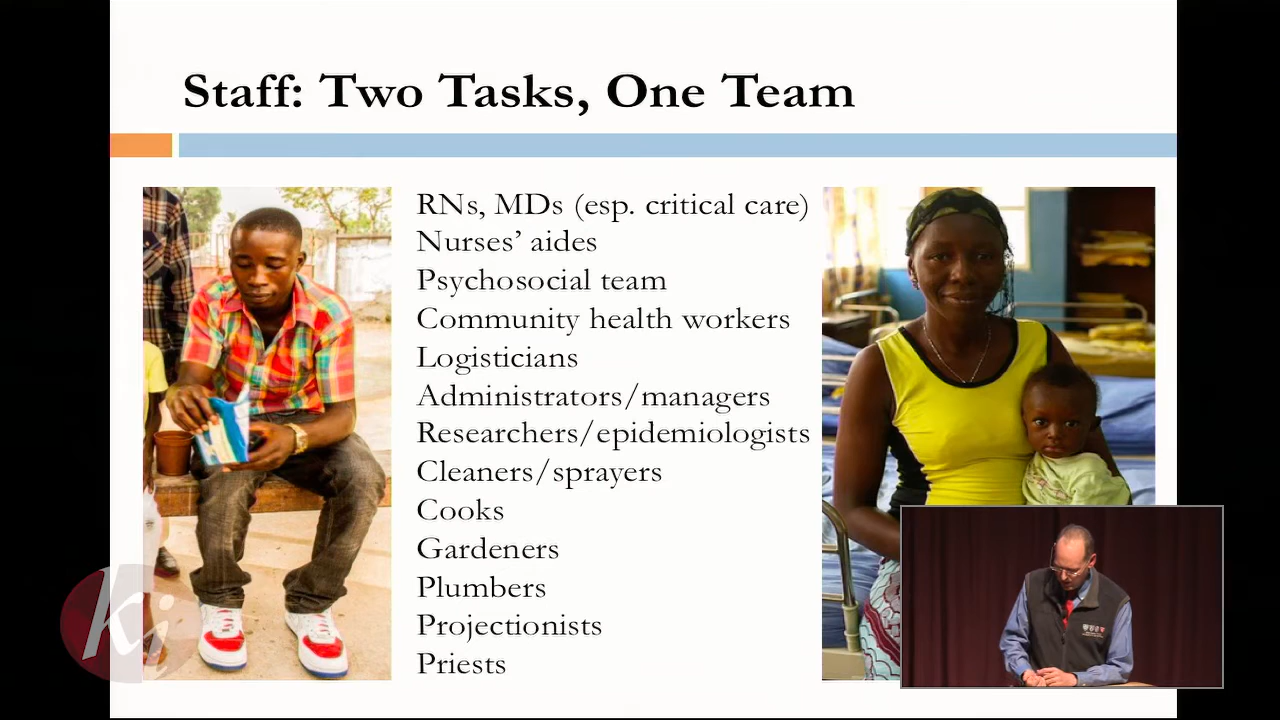 Staff: Two Tasks, One Team
RNs, MDs (esp. critical care)
Nurses’ aides
Psychosocial team
Community health workers
Logisticians
Administrators/managers
Researchers/epidemiologists
Cleaners/sprayers
Cooks
Gardeners
Plumbers
Projectionists
Priests
Ki